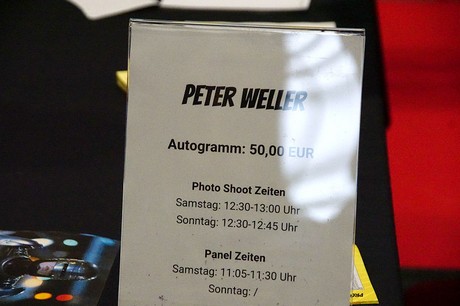 PETER WELLER
Autogramm: 50,00 EUR
Photo Shoot Zeiten
Samstag: 12:30-13:00 Uhr
Sonntag: 12:30-12:45 Uhr
Panel Zeiten
Samstag: 11:05-11:30 Uhr
Sonntag: /